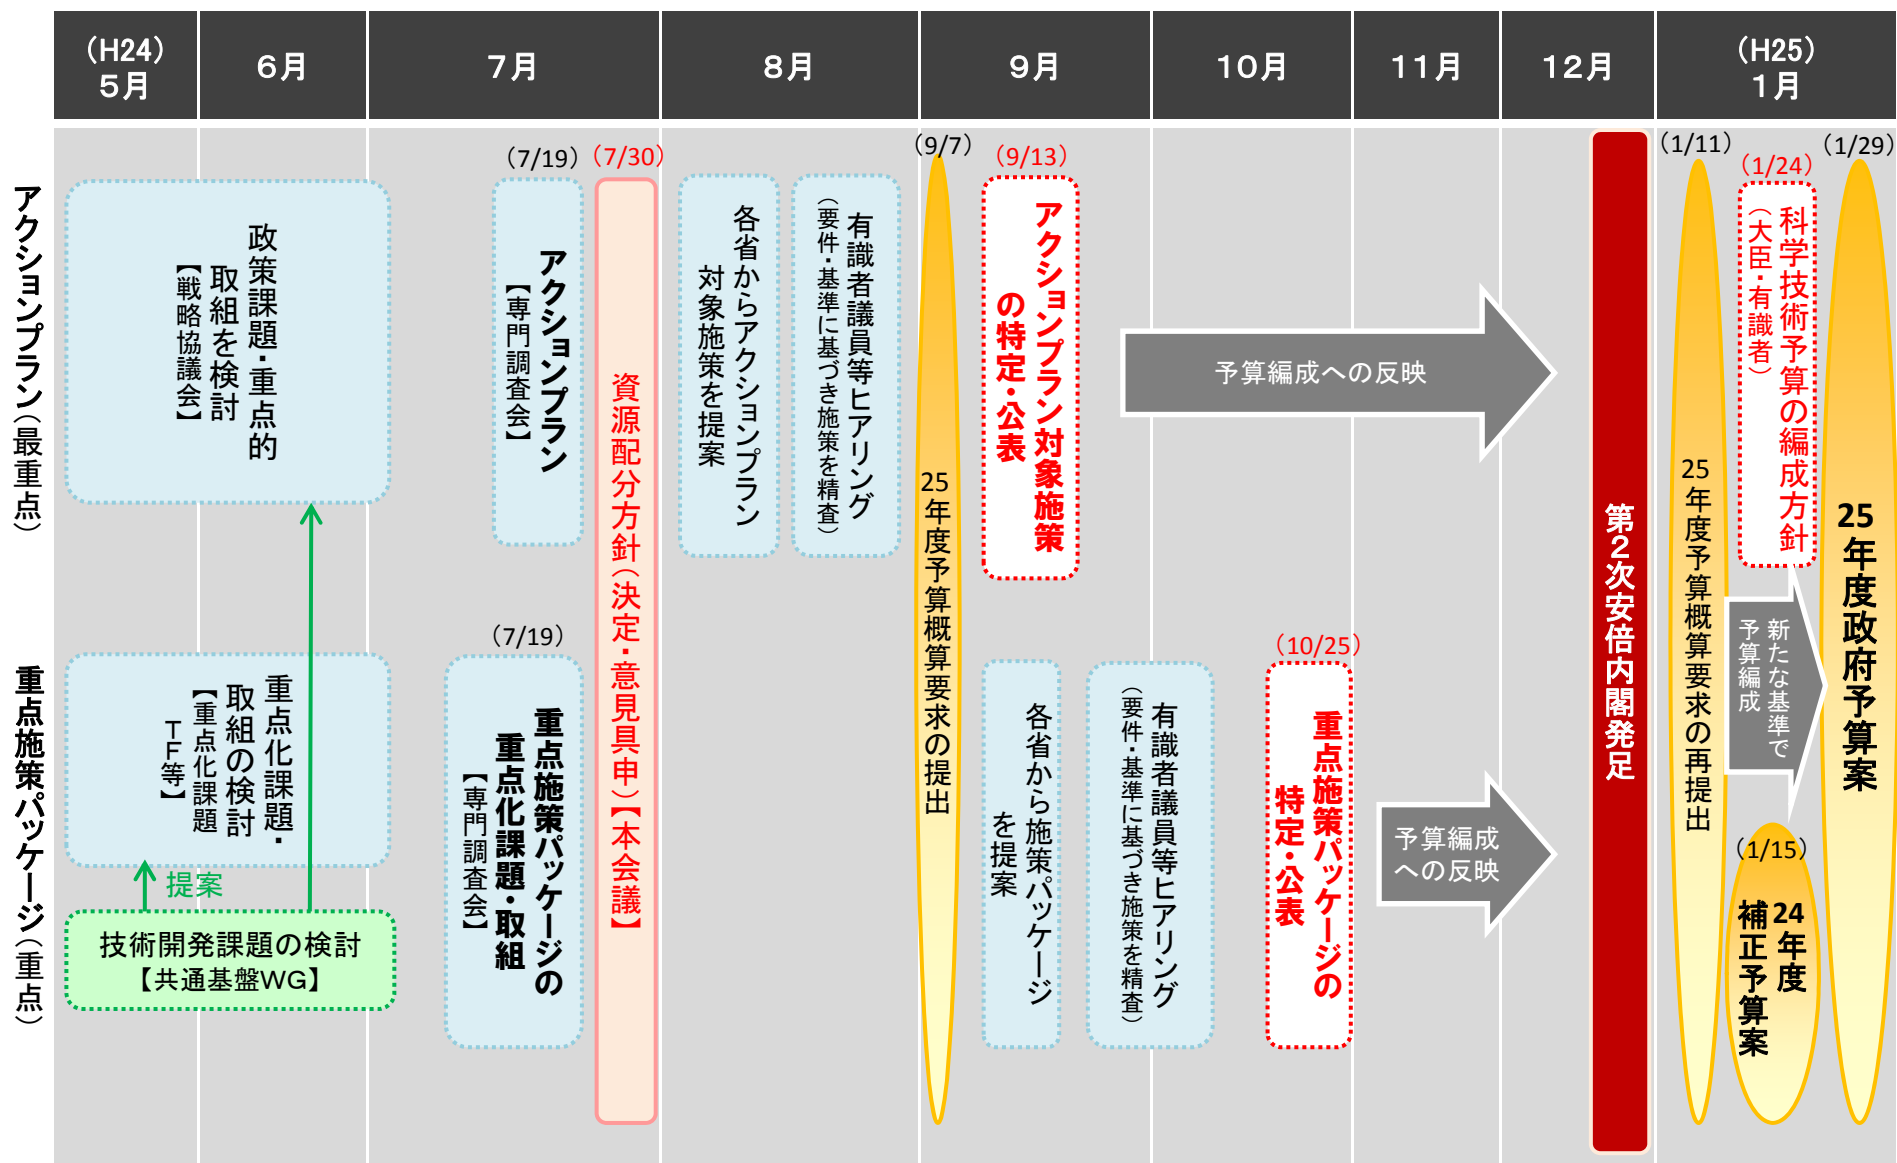 （H24）
５月
６月
７月
８月
９月
１０月
１１月
１２月
（H25）
１月
アクションプラン（最重点）
政策課題・重点的
取組を検討
【戦略協議会】
（7/19）
アクションプラン
【専門調査会】
（7/30）
資源配分方針（決定・意見具申）【本会議】
各省からアクションプラン
対象施策を提案
有識者議員等ヒアリング
（要件・基準に基づき施策を精査）
（9/7）
25
年度予算概算要求の提出
（9/13）
アクションプラン対象施策
の特定・公表
予算編成への反映
第２次安倍内閣発足
（1/11）
25
年度予算概算要求の再提出
（1/24）
科学技術予算の編成方針
（大臣・有識者）
新たな基準で
予算編成
（1/29）
25
年度政府予算案
重点施策パッケージ（重点）
重点化課題・
取組の検討
【重点化課題
ＴＦ等】
提案
技術開発課題の検討
【共通基盤WG】
（7/19）
重点施策パッケージの
重点化課題・取組
【専門調査会】
各省から施策パッケージ
を提案
有識者議員等ヒアリング
（要件・基準に基づき施策を精査）
（10/25）
重点施策パッケージの
特定・公表
予算編成
への反映
（1/15）
24
年度
補正予算案